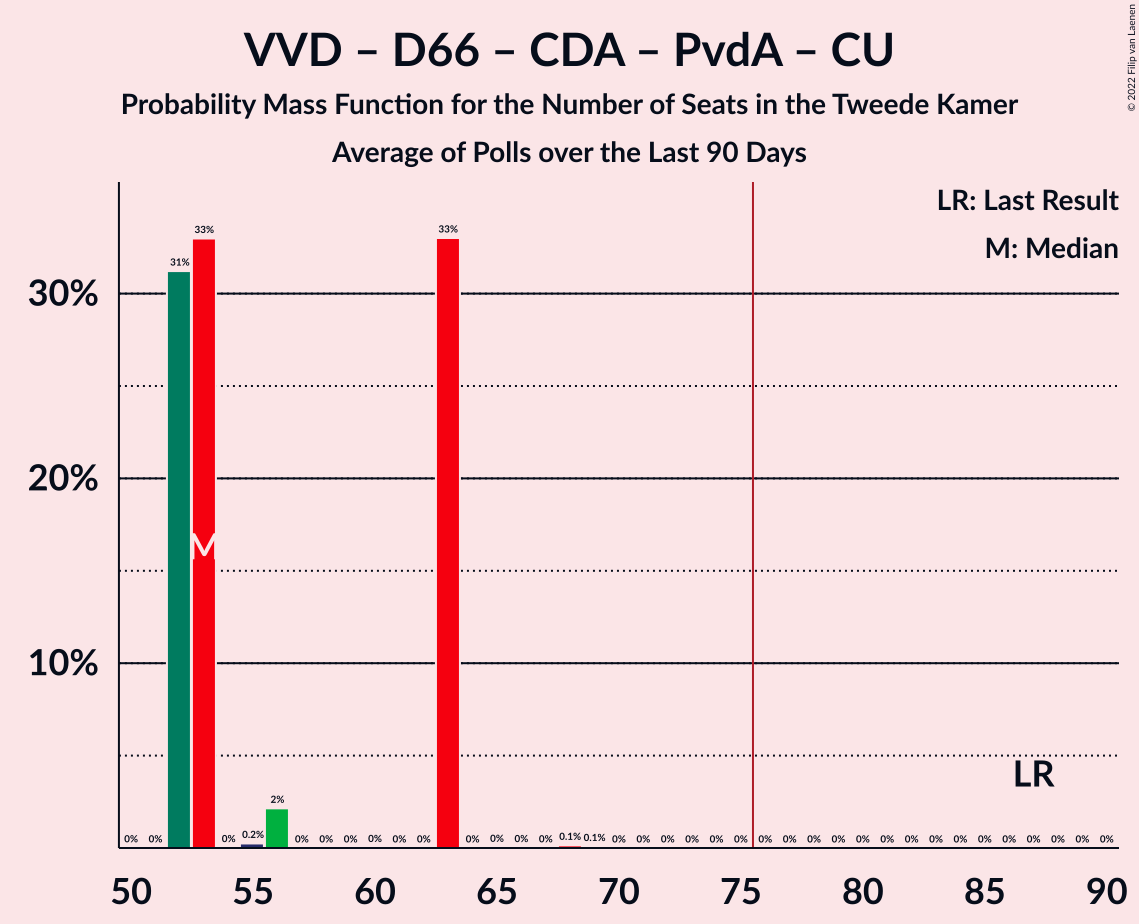 VVD – D66 – CDA – PvdA – CU
Probability Mass Function for the Number of Seats in the Tweede Kamer
Average of Polls over the Last 90 Days
© 2022 Filip van Laenen
LR: Last Result
M: Median
30%
20%
10%
0% 0% 31% 33% 0% 0.2% 2% 0% 0% 0% 0% 0% 0% 33% 0% 0% 0% 0% 0.1% 0.1% 0% 0% 0% 0% 0% 0% 0% 0% 0% 0% 0% 0% 0% 0% 0% 0% 0% 0% 0% 0% 0%
M
LR
50 55 60 65 70 75 80 85 90